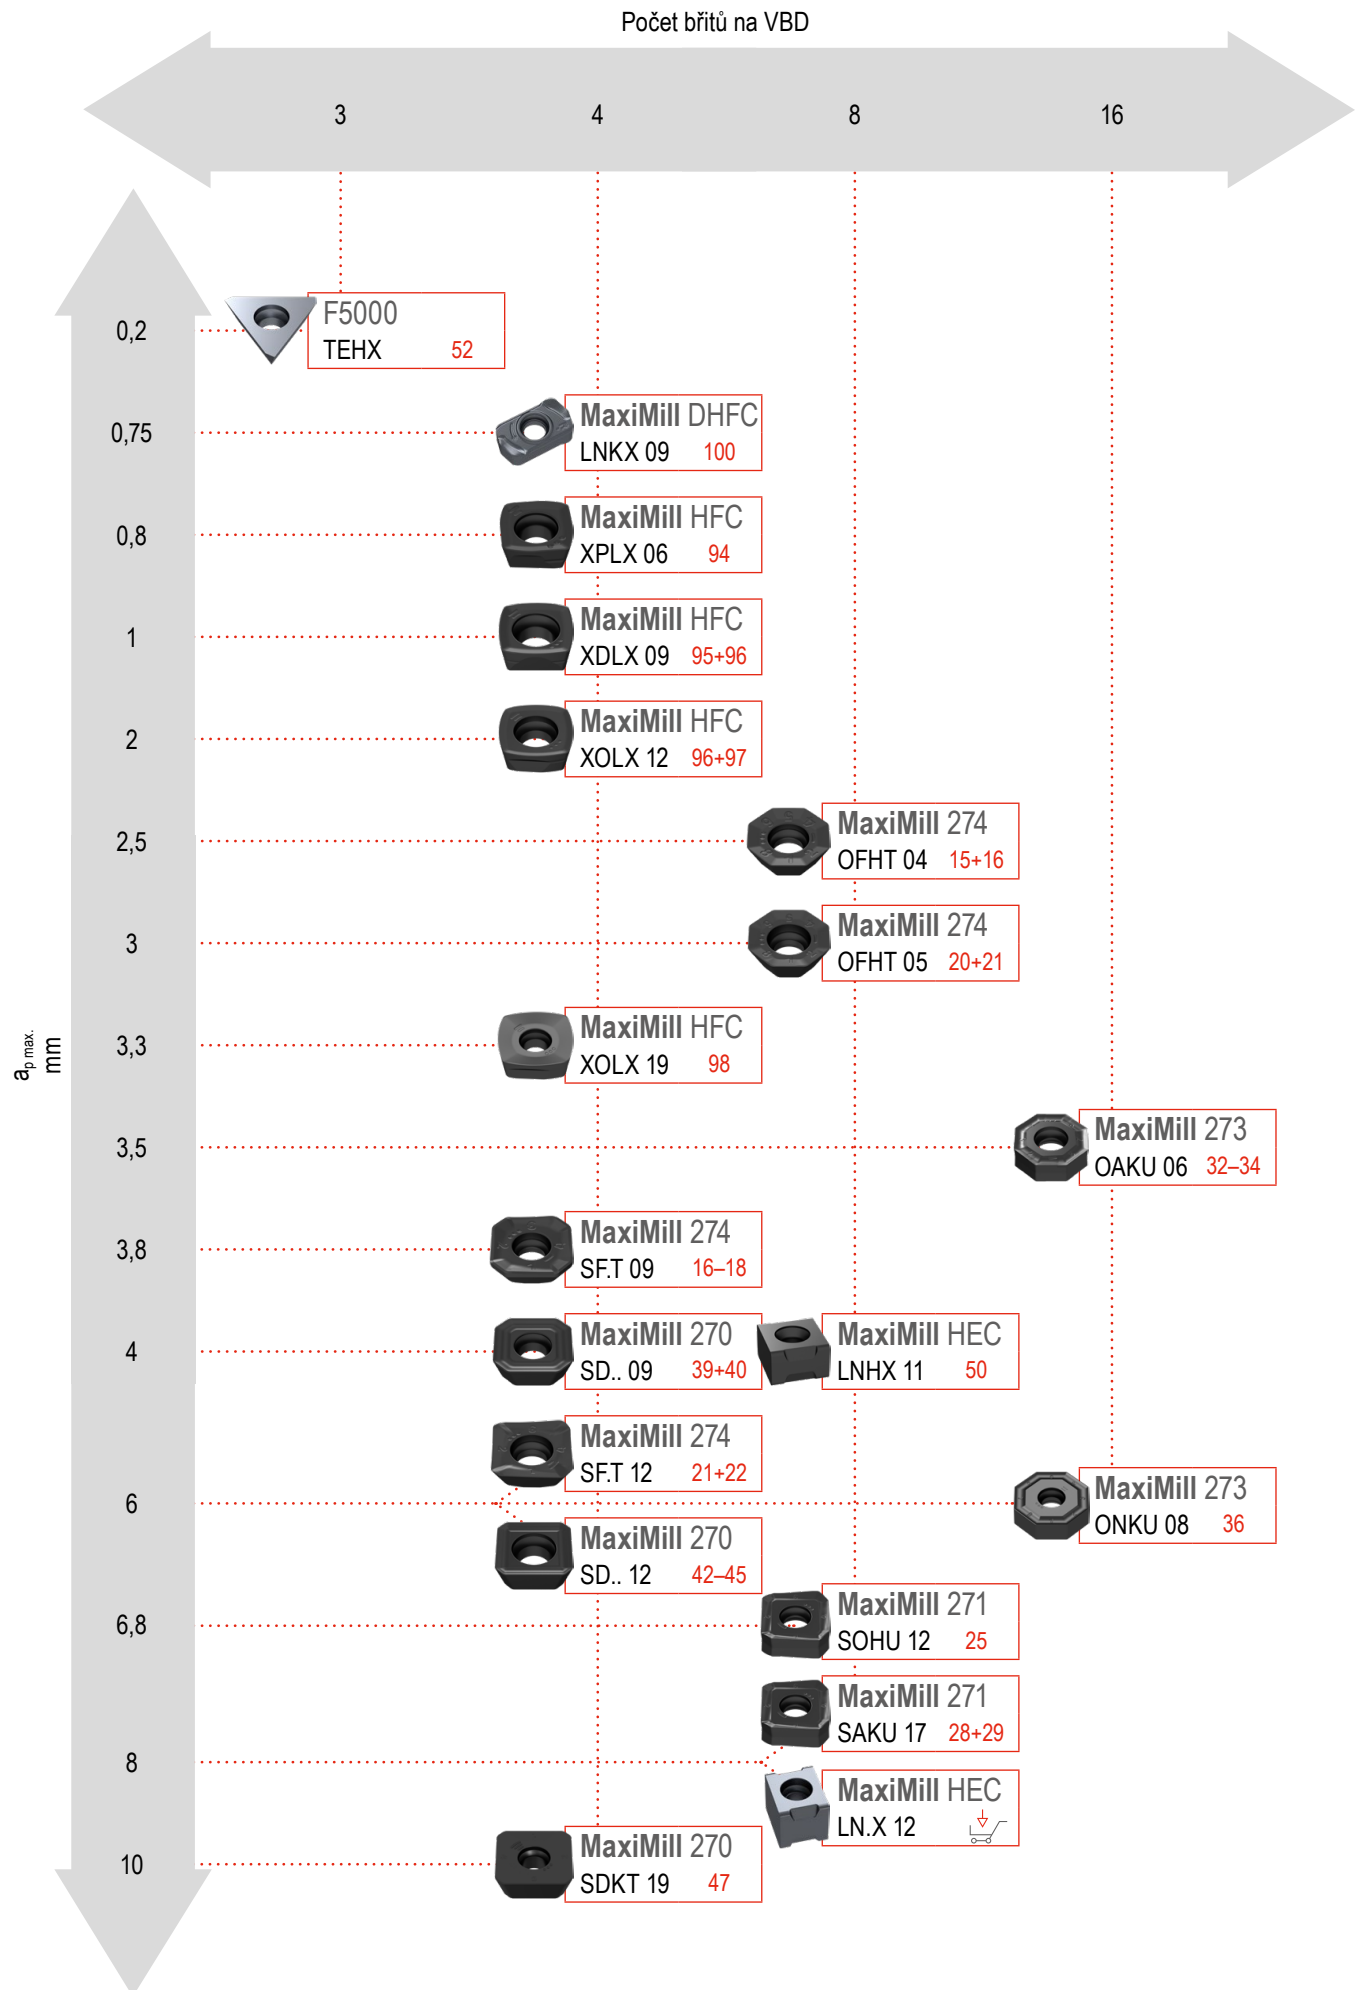 Počet břitů na VBD
3
4
8
16
0,2
F5000
TEHX 52
0,75
MaxiMill DHFC
LNKX 09 100
0,8
MaxiMill HFC
XPLX 06 94
1
MaxiMill HFC
XDLX 09 95+96
2
MaxiMill HFC
XOLX 12 96+97
2,5
MaxiMill 274
OFHT 04 15+16
3
MaxiMill 274
OFHT 05 20+21
ap max.
mm
3,3
MaxiMill HFC
XOLX 19 98
3,5
MaxiMill 273
OAKU 06 32–34
3,8
MaxiMill 274
SF.T 09 16–18
4
MaxiMill 270
SD.. 09 39+40
MaxiMill HEC
LNHX 11 50
6
MaxiMill 274
SF.T 12 21+22
MaxiMill 270
SD.. 12 42–45
MaxiMill 273
ONKU 08 36
6,8
MaxiMill 271
SOHU 12 25
8
MaxiMill 271
SAKU 17 28+29
MaxiMill HEC
LN.X 12
10
MaxiMill 270
SDKT 19 47